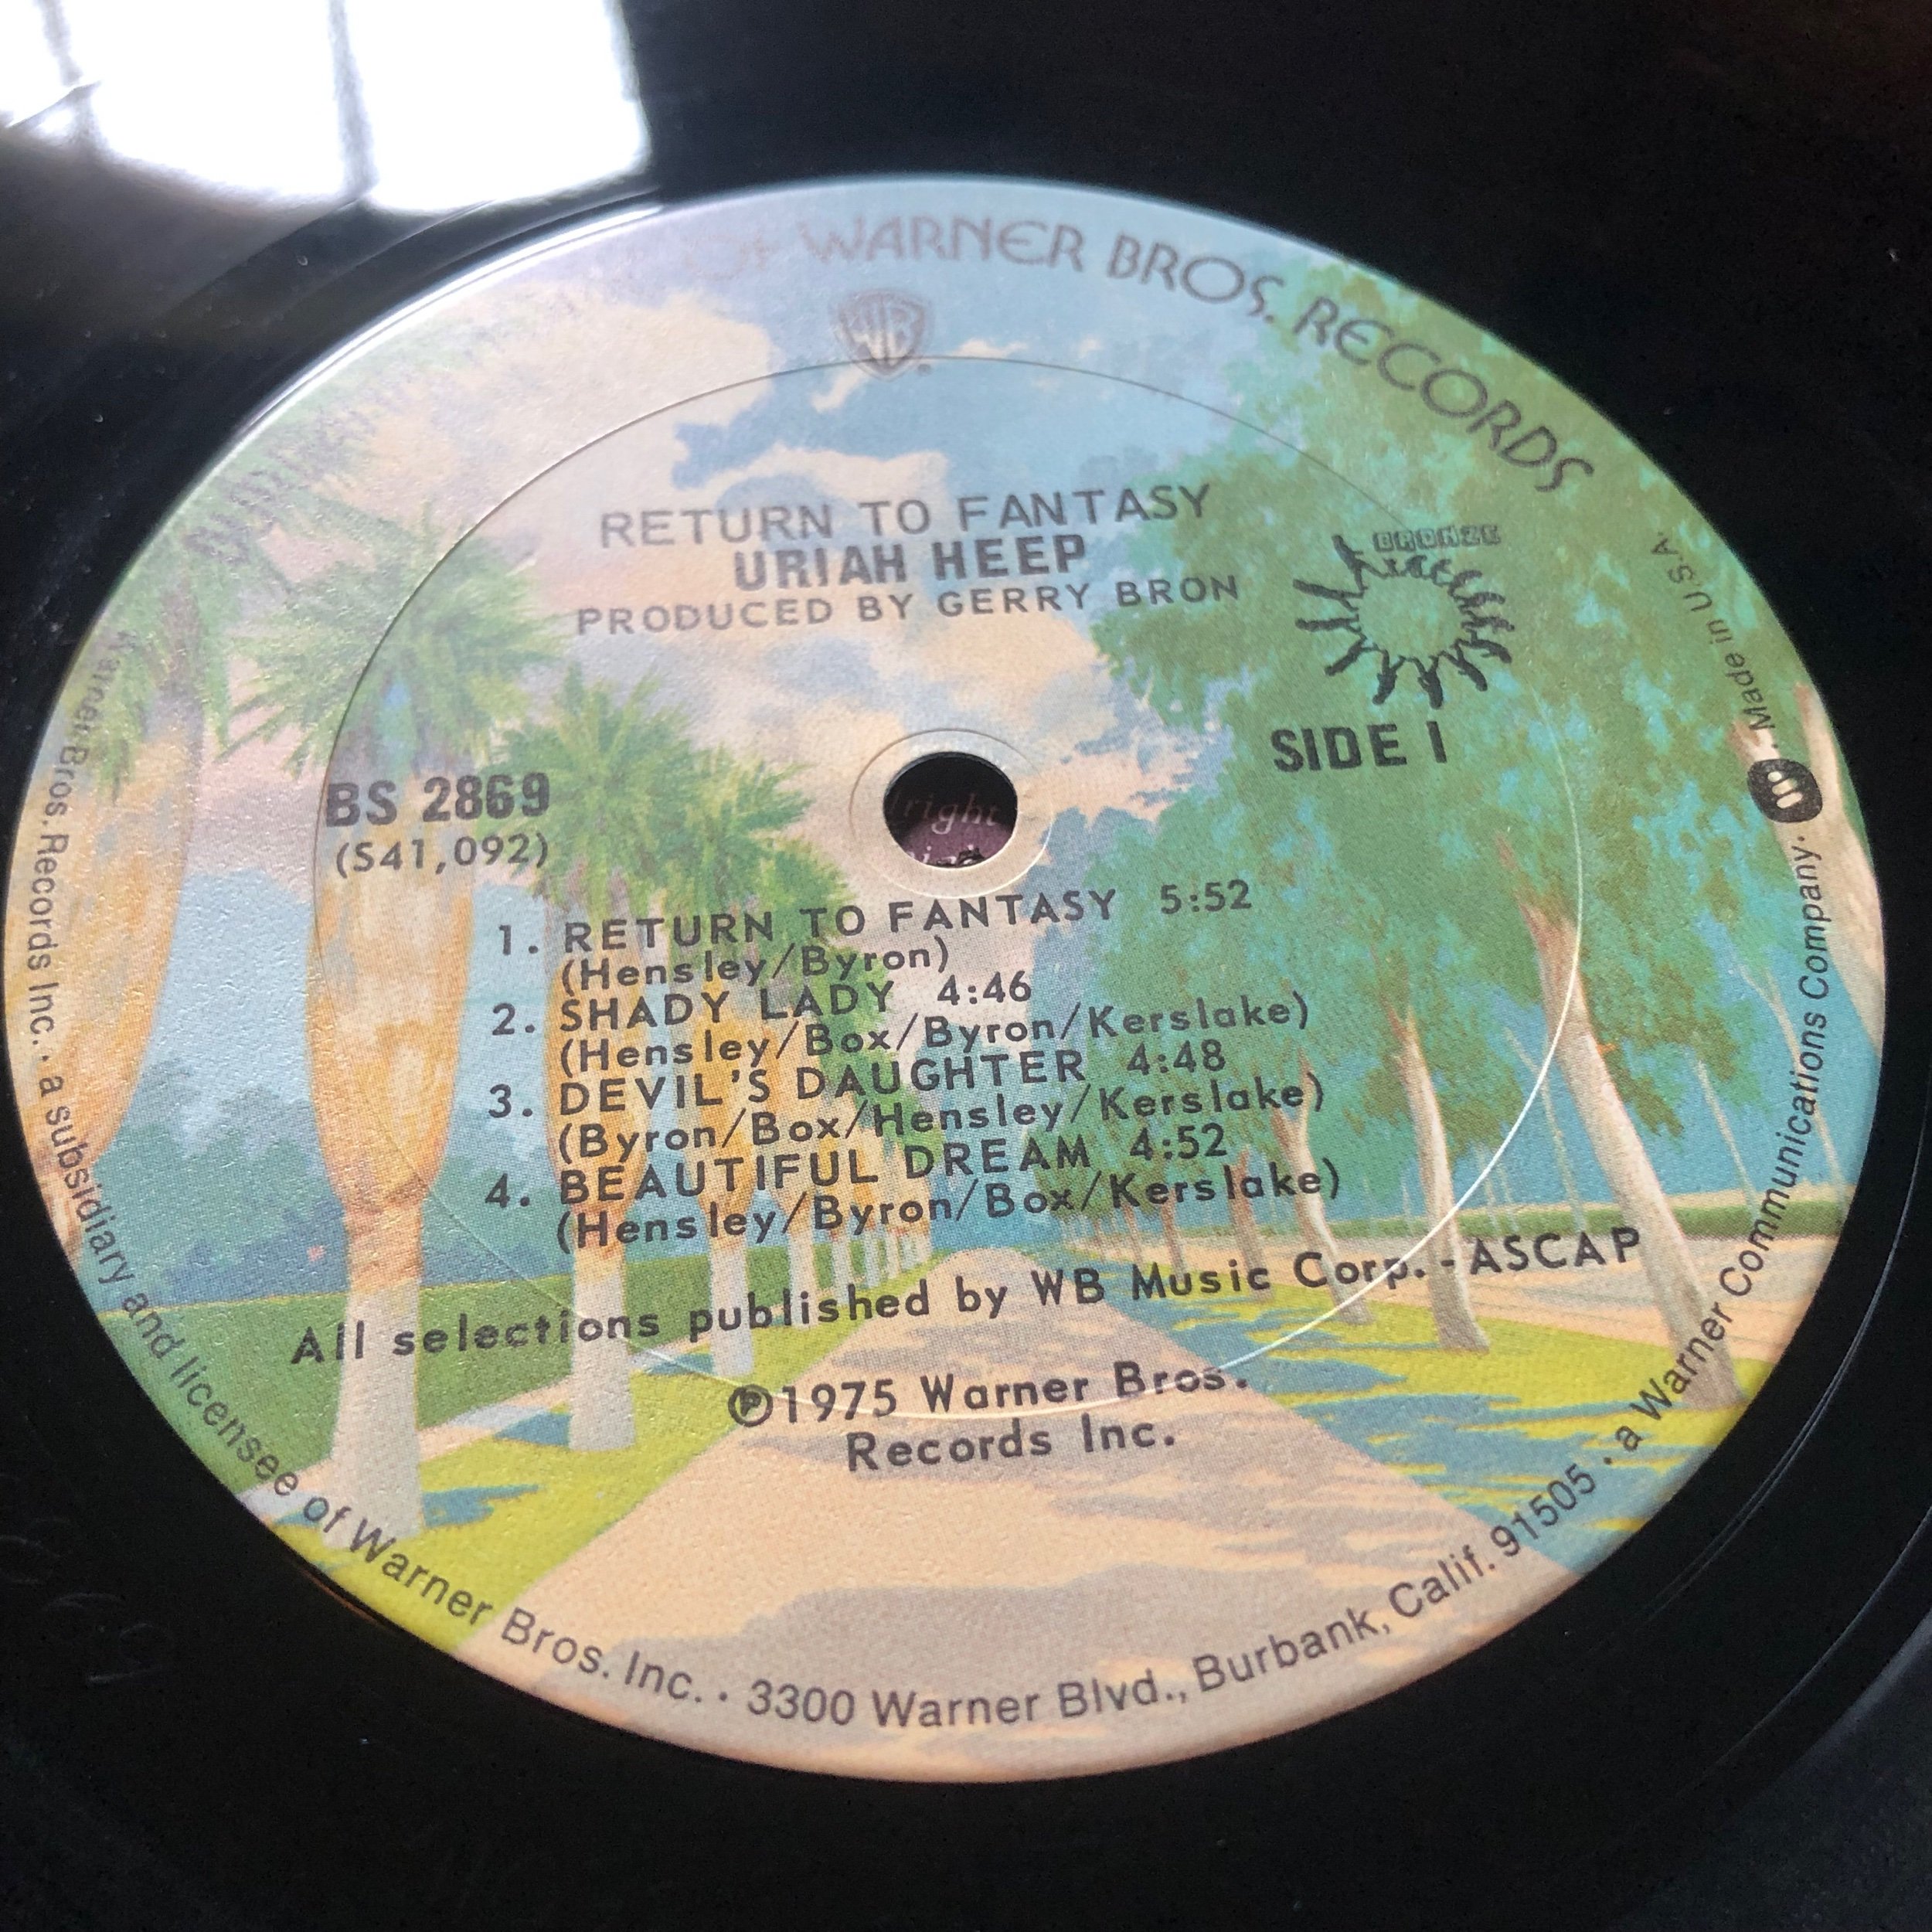 OF WARNER BROS. RECORDS
WB
RETURN TO FANTASY
URIAH HEEP
PRODUCED BY GERRY BRON
BRONZE
SIDE 1
BS 2869
(S41,092)
right
1. RETURN TO FANTASY 5:52
(Hensley/Byron)
2. SHADY LADY 4:46
(Hensley/Box/Byron/Kerslake)
3. DEVIL'S DAUGHTER 4:48
(Byron/Box/Hensley/Kerslake)
4. BEAUTIFUL DREAM 4:52
(Hensley/Byron/Box/Kerslake)
All selections published by WB Music Corp.-ASCAP
℗1975 Warner Bros.
Records Inc.
Warner Bros. Records Inc. · a subsidiary and licensee of Warner Bros. Inc. · 3300 Warner Blvd., Burbank, Calif. 91505 · a Warner Communications Company. · Made in U.S.A.